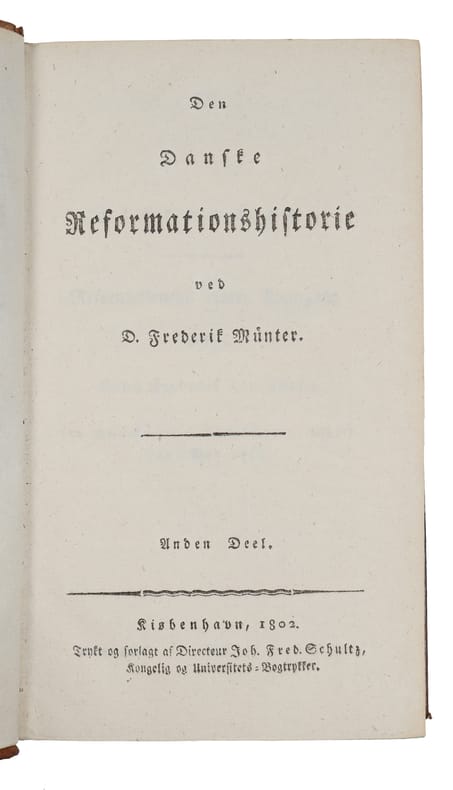 Den
Danſke
Reformationshiſtorie
ved
D. Frederik Münter.
Anden Deel.
Kiøbenhavn, 1802.
Trykt og forlagt af Directeur Joh. Fred. Schultz,
Kongelig og Univerſitets-Bogtrykker.